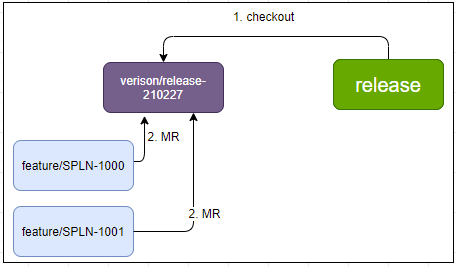 1. checkout
verison/release-
210227
release
2. MR
feature/SPLN-1000
2. MR
feature/SPLN-1001